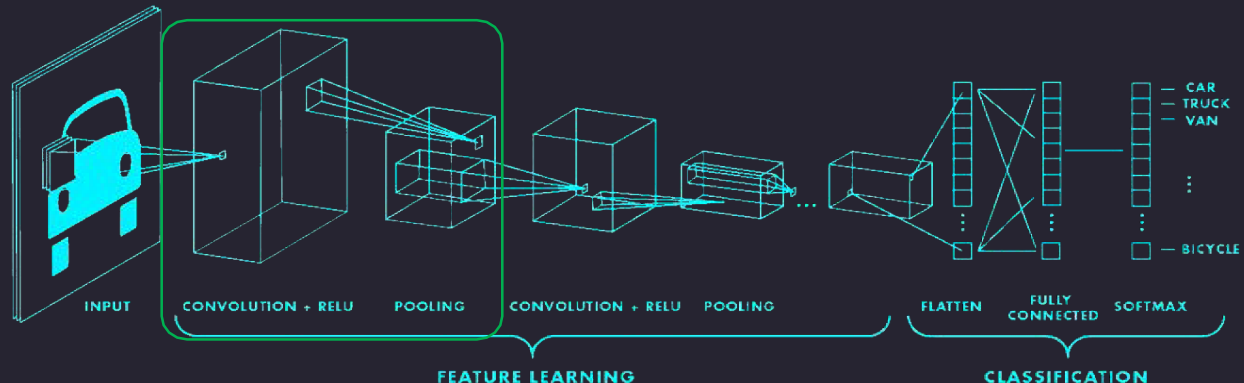 CAR
TRUCK
VAN
BICYCLE
INPUT
CONVOLUTION + RELU
POOLING
CONVOLUTION + RELU
POOLING
FLATTEN
FULLY
CONNECTED
SOFTMAX
FEATURE LEARNING
CLASSIFICATION